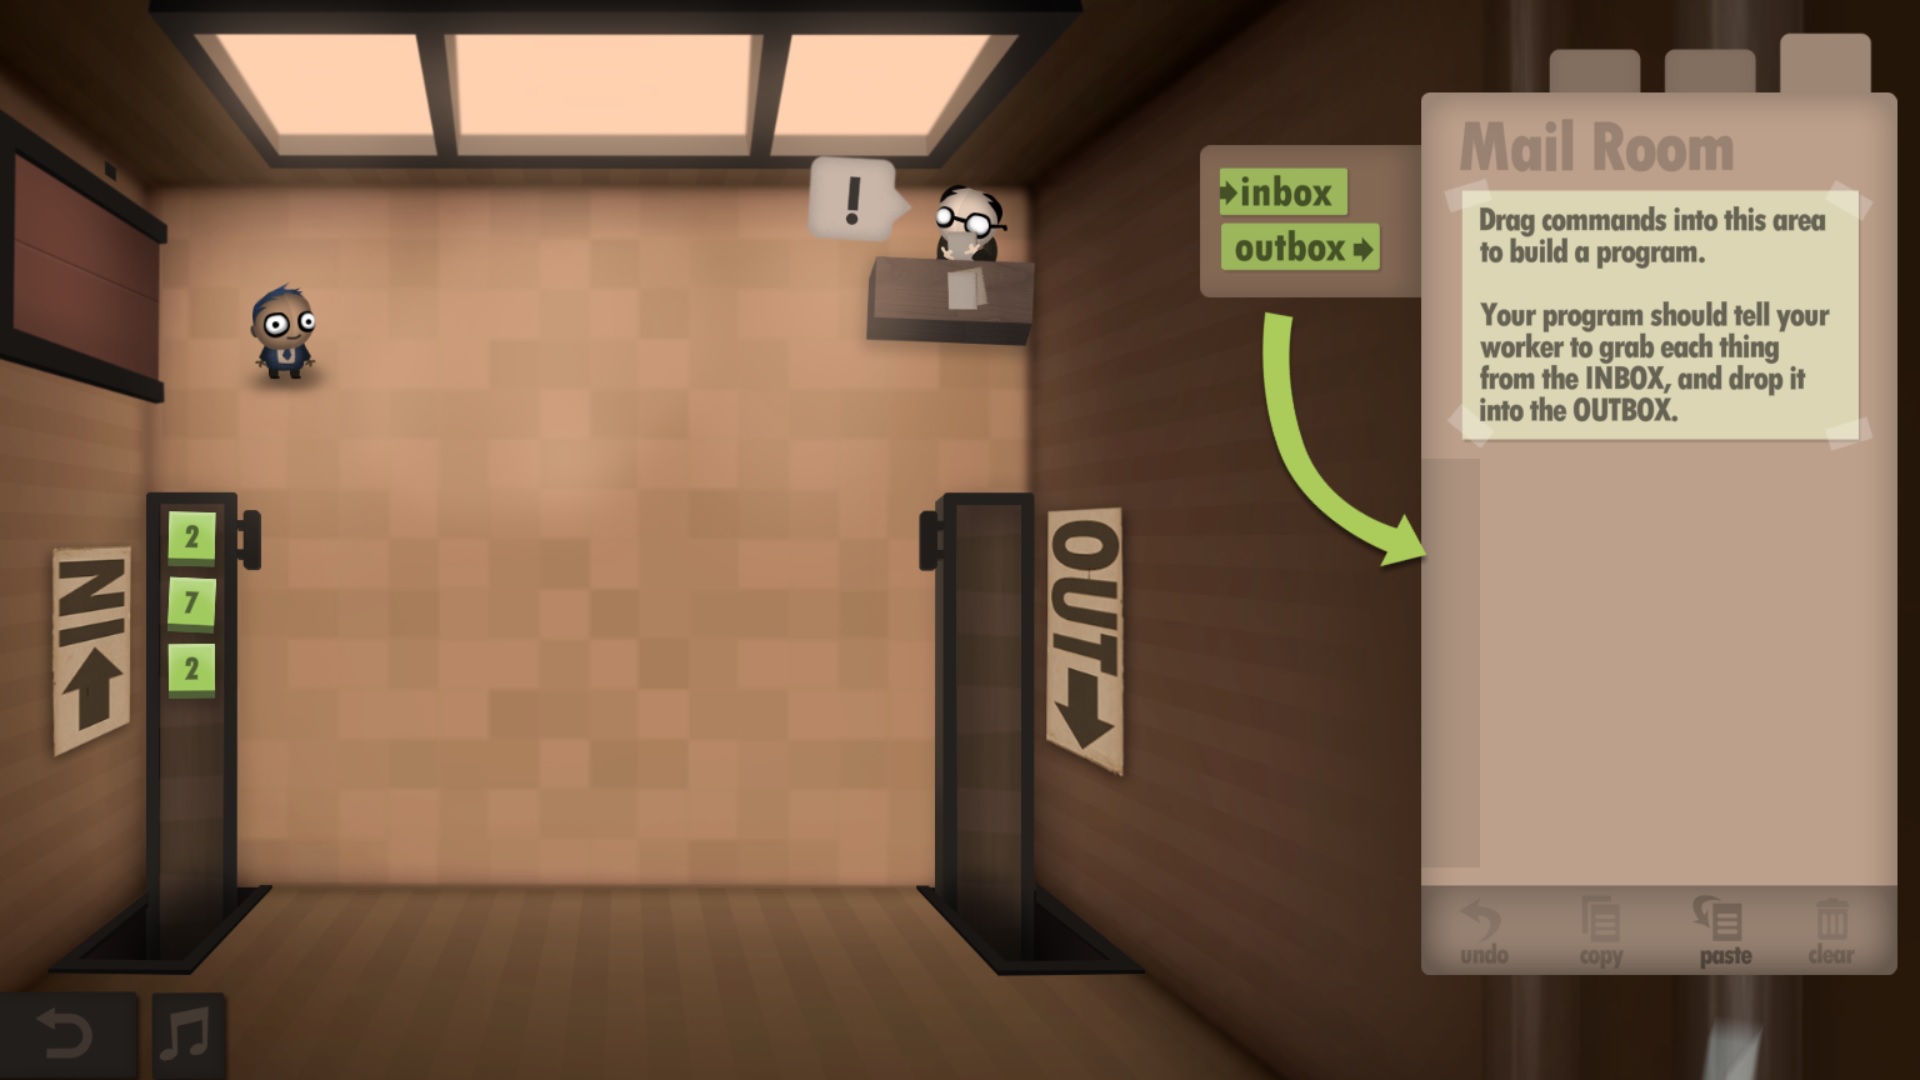 Mail Room
!
inbox
outbox
Drag commands into this area
to build a program.
Your program should tell your
worker to grab each thing
from the INBOX, and drop it
into the OUTBOX.
IN
2
7
2
OUT
undo
copy
paste
clear